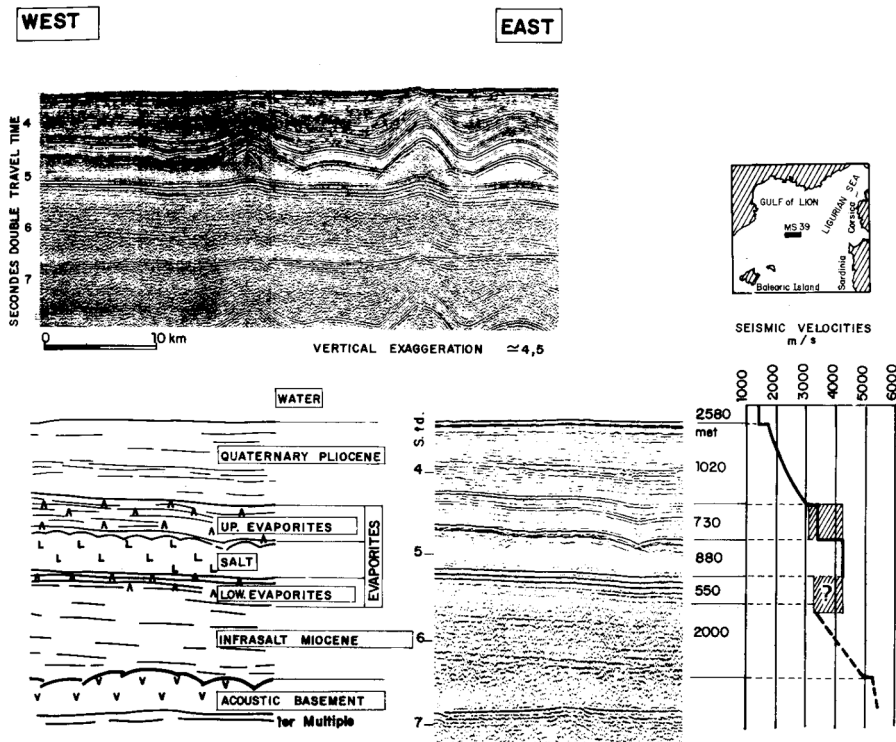 WEST
EAST
SECONDES DOUBLE TRAVEL TIME
4
5
6
7
0 10 km
VERTICAL EXAGGERATION ≃4,5
GULF of LION
LIGURIAN SEA
Corsica
MS 39
Sardinia
Balearic Island
SEISMIC VELOCITIES
m / s
1000
2000
3000
4000
5000
6000
WATER
QUATERNARY PLIOCENE
UP. EVAPORITES
SALT
LOW. EVAPORITES
EVAPORITES
INFRASALT MIOCENE
ACOUSTIC BASEMENT
1er Multiple
S.t.d.
4
5
6
7
2580
met
1020
730
880
550
2000
?